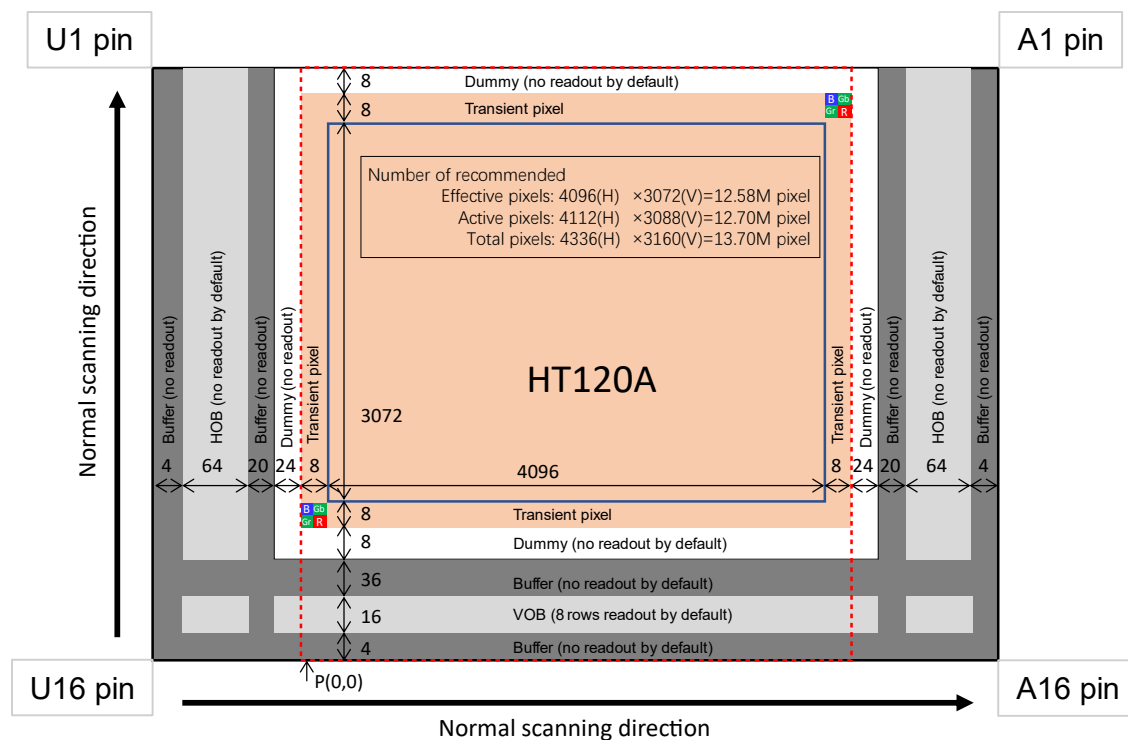 U1 pin
A1 pin
8
Dummy (no readout by default)
8
Transient pixel
B Gb
Gr R
Number of recommended
Effective pixels: 4096(H) ×3072(V)=12.58M pixel
Active pixels: 4112(H) ×3088(V)=12.70M pixel
Total pixels: 4336(H) ×3160(V)=13.70M pixel
Normal scanning direction
Buffer (no readout)
HOB (no readout by default)
Buffer (no readout)
Dummy (no readout)
Transient pixel
HT120A
3072
Transient pixel
Dummy (no readout)
Buffer (no readout)
HOB (no readout by default)
Buffer (no readout)
4 64 20 24 8 4096 8 24 20 64 4
B Gb
Gr R
8
Transient pixel
8
Dummy (no readout by default)
36
Buffer (no readout by default)
16
VOB (8 rows readout by default)
4
Buffer (no readout by default)
U16 pin
P(0,0)
A16 pin
Normal scanning direction